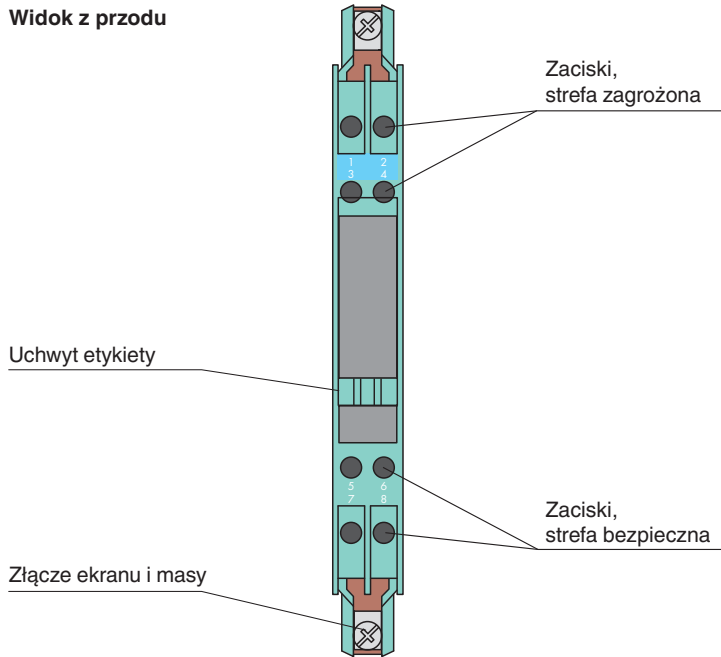 Widok z przodu
Zaciski,
strefa zagrożona
1 2
3 4
Uchwyt etykiety
5 6
7 8
Zaciski,
strefa bezpieczna
Złącze ekranu i masy